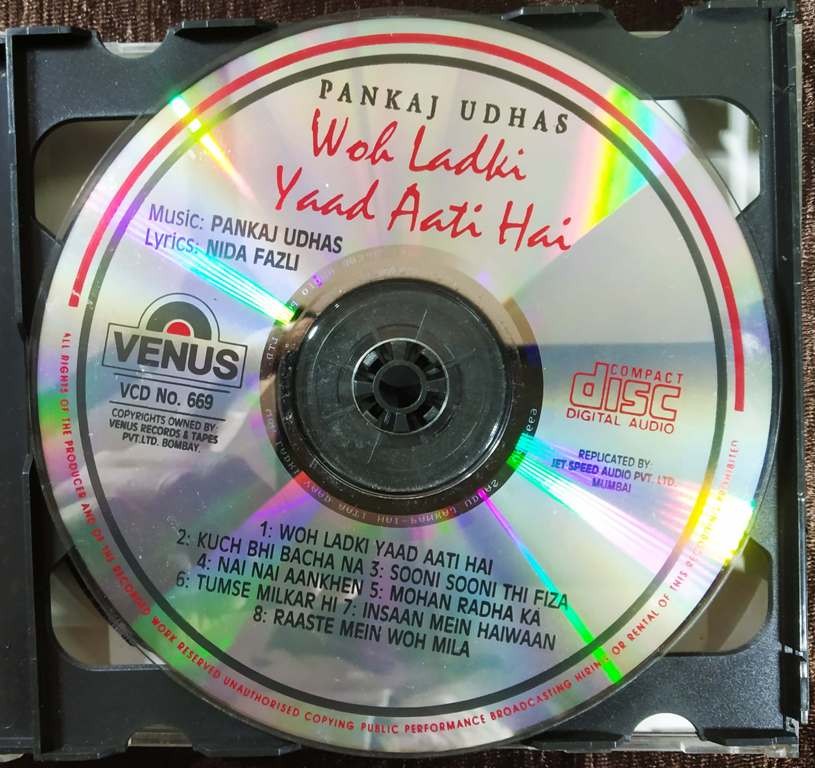 PANKAJ UDHAS
Woh Ladki
Yaad Aati Hai
Music: PANKAJ UDHAS
Lyrics: NIDA FAZLI
VENUS
VCD No. 669
COPYRIGHTS OWNED BY:
VENUS RECORDS & TAPES
PVT.LTD. BOMBAY.
COMPACT
disc
DIGITAL AUDIO
REPLICATED BY:
JET SPEED AUDIO PVT. LTD.
MUMBAI
1: WOH LADKI YAAD AATI HAI
2: KUCH BHI BACHA NA 3: SOONI SOONI THI FIZA
4: NAI NAI AANKHEN 5: MOHAN RADHA KA
6: TUMSE MILKAR HI 7: INSAAN MEIN HAIWAAN
8: RAASTE MEIN WOH MILA
ALL RIGHTS OF THE PRODUCER AND OF THE RECORDED WORK RESERVED UNAUTHORISED COPYING PUBLIC PERFORMANCE BROADCASTING HIRING OR RENTAL OF THIS RECORDING PROHIBITED